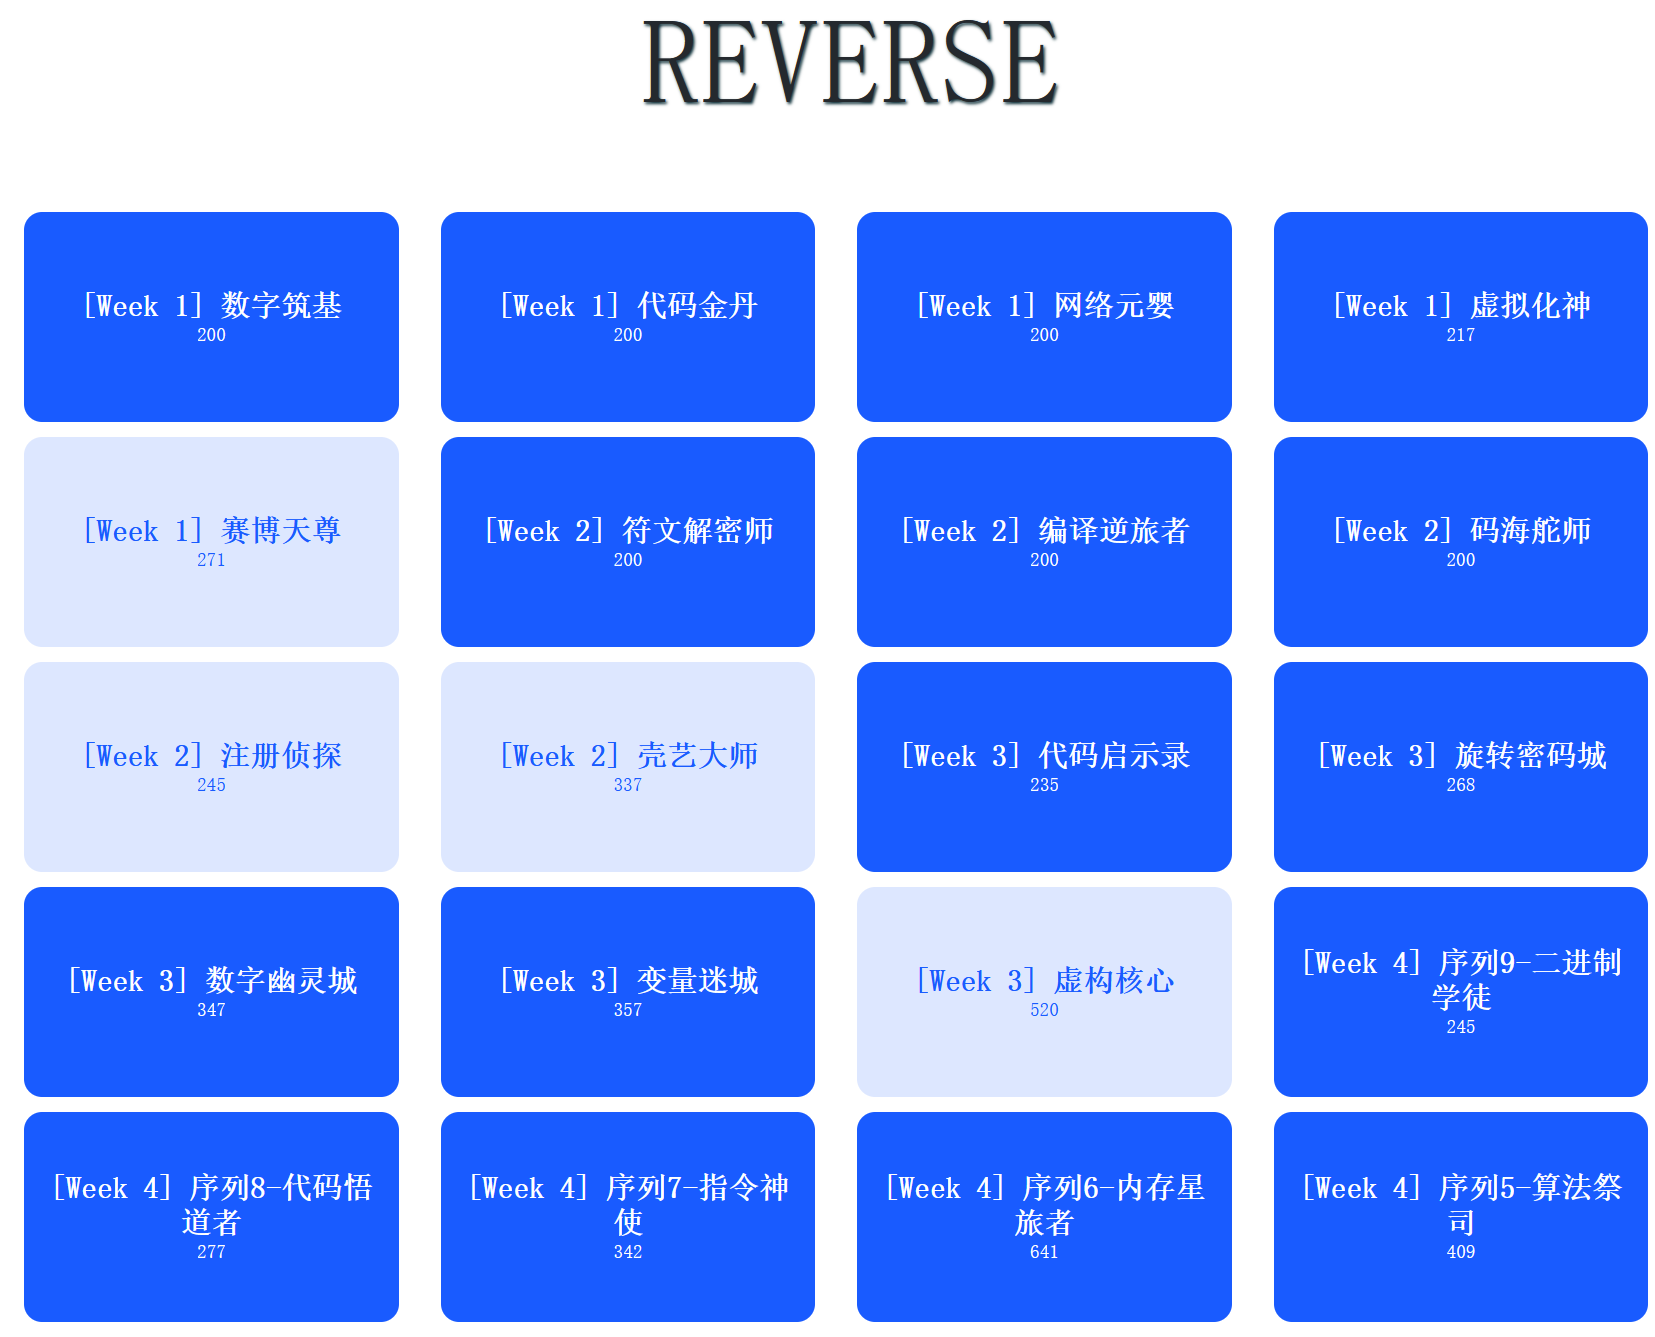 REVERSE
[Week 1] 数字筑基
200
[Week 1] 代码金丹
200
[Week 1] 网络元婴
200
[Week 1] 虚拟化神
217
[Week 1] 赛博天尊
271
[Week 2] 符文解密师
200
[Week 2] 编译逆旅者
200
[Week 2] 码海舵师
200
[Week 2] 注册侦探
245
[Week 2] 壳艺大师
337
[Week 3] 代码启示录
235
[Week 3] 旋转密码城
268
[Week 3] 数字幽灵城
347
[Week 3] 变量迷城
357
[Week 3] 虚构核心
520
[Week 4] 序列9-二进制
学徒
245
[Week 4] 序列8-代码悟
道者
277
[Week 4] 序列7-指令神
使
342
[Week 4] 序列6-内存星
旅者
641
[Week 4] 序列5-算法祭
司
409